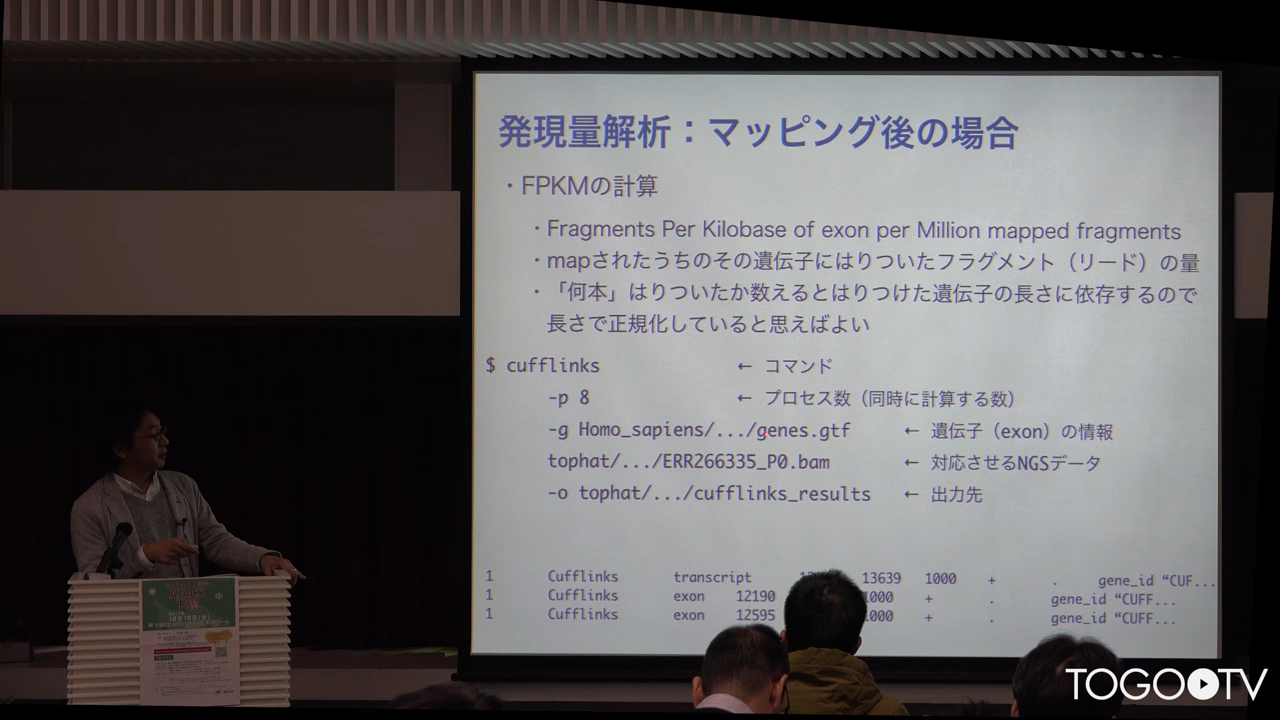 発現量解析：マッピング後の場合
・FPKMの計算
・Fragments Per Kilobase of exon per Million mapped fragments
・mapされたうちのその遺伝子にはりついたフラグメント（リード）の量
・「何本」はりついたか数えるとはりつけた遺伝子の長さに依存するので
長さで正規化していると思えばよい
$ cufflinks ← コマンド
-p 8 ← プロセス数（同時に計算する数）
-g Homo_sapiens/.../genes.gtf ← 遺伝子（exon）の情報
tophat/.../ERR266335_P0.bam ← 対応させるNGSデータ
-o tophat/.../cufflinks_results ← 出力先
1 Cufflinks transcript 13639 1000 + . gene_id “CUF...
1 Cufflinks exon 12190 + . gene_id “CUFF...
1 Cufflinks exon 12595 + . gene_id “CUFF...
AJACS
TOGO TV